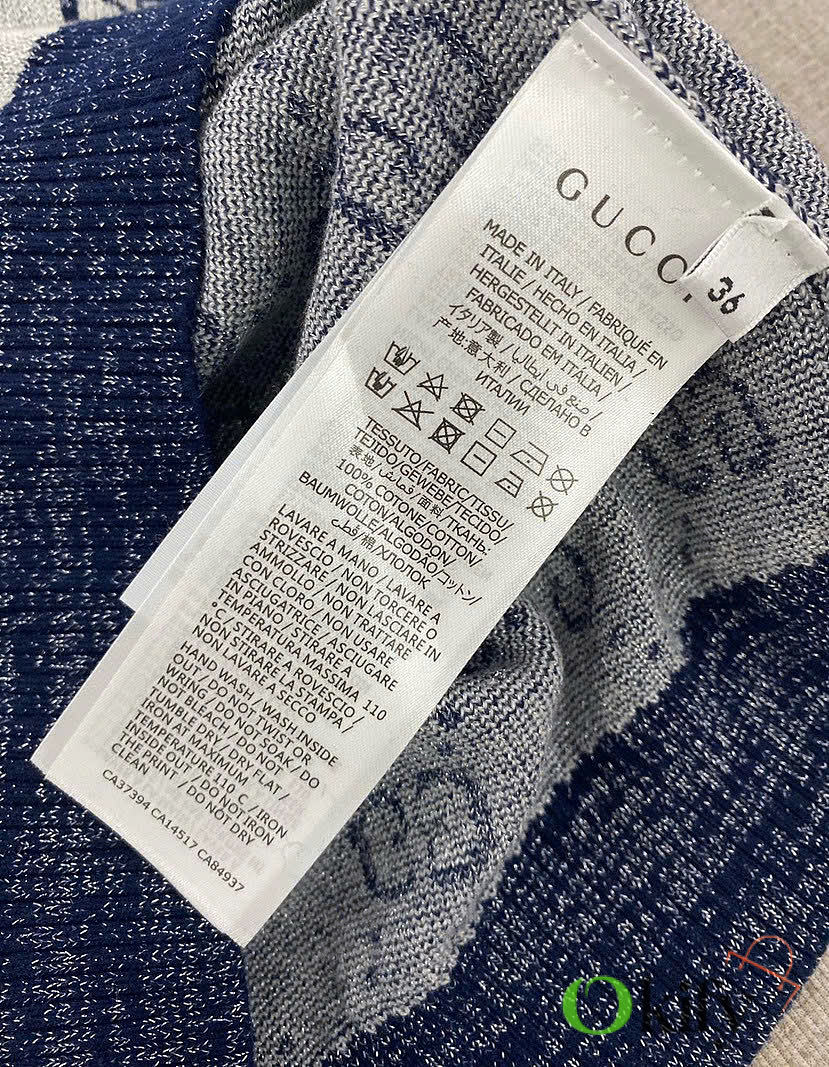 GUCCI
36
MADE IN ITALY / FABRIQUÉ EN
ITALIE / HECHO EN ITALIA /
HERGESTELLT IN ITALIEN
FABRICADO EM ITÁLIA /
イタリア製 / صنع في ايطاليا /
产地:意大利 / СДЕЛАНО В
ИТАЛИИ
TESSUTO/FABRIC/TISSU/
TEJIDO/GEWEBE/TECIDO/
表地/قماش/面料/ТКАНЬ:
100% COTONE/COTTON/
COTON/ALGODON/
BAUMWOLLE/ALGODÃO/コットン/
قطن/棉/ХЛОПОК
LAVARE A MANO / LAVARE A
ROVESCIO / NON TORCERE O
STRIZZARE / NON LASCIARE IN
AMMOLLO / NON TRATTARE
CON CLORO / NON USARE
ASCIUGATRICE / ASCIUGARE
IN PIANO / STIRARE A
TEMPERATURA MASSIMA 110
°C / STIRARE A ROVESCIO /
NON STIRARE LA STAMPA /
NON LAVARE A SECCO
HAND WASH / WASH INSIDE
OUT / DO NOT TWIST OR
WRING / DO NOT SOAK / DO
NOT BLEACH / DO NOT
TUMBLE DRY / DRY FLAT /
IRON AT MAXIMUM
TEMPERATURE 110 C / IRON
INSIDE OUT / DO NOT IRON
THE PRINT / DO NOT DRY
CLEAN
CA37394 CA14517 CA84937
Okify